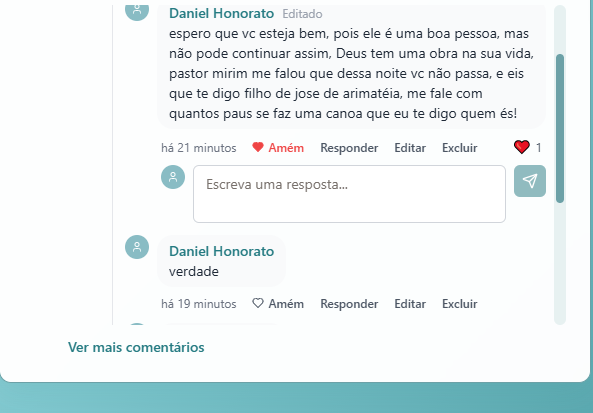 Daniel Honorato Editado
espero que vc esteja bem, pois ele é uma boa pessoa, mas
não pode continuar assim, Deus tem uma obra na sua vida,
pastor mirim me falou que dessa noite vc não passa, e eis
que te digo filho de jose de arimatéia, me fale com
quantos paus se faz uma canoa que eu te digo quem és!
há 21 minutos Amém Responder Editar Excluir 1
Escreva uma resposta...
Daniel Honorato
verdade
há 19 minutos Amém Responder Editar Excluir
Ver mais comentários